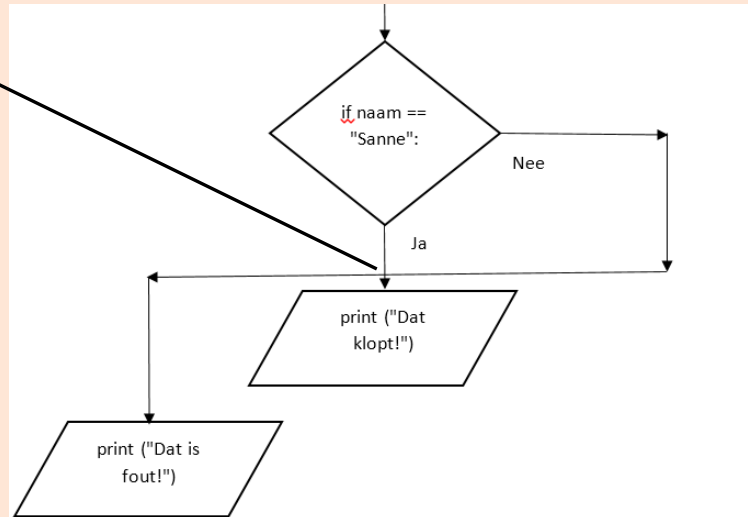 if naam ==
"Sanne":
Nee
Ja
print ("Dat
klopt!")
print ("Dat is
fout!")